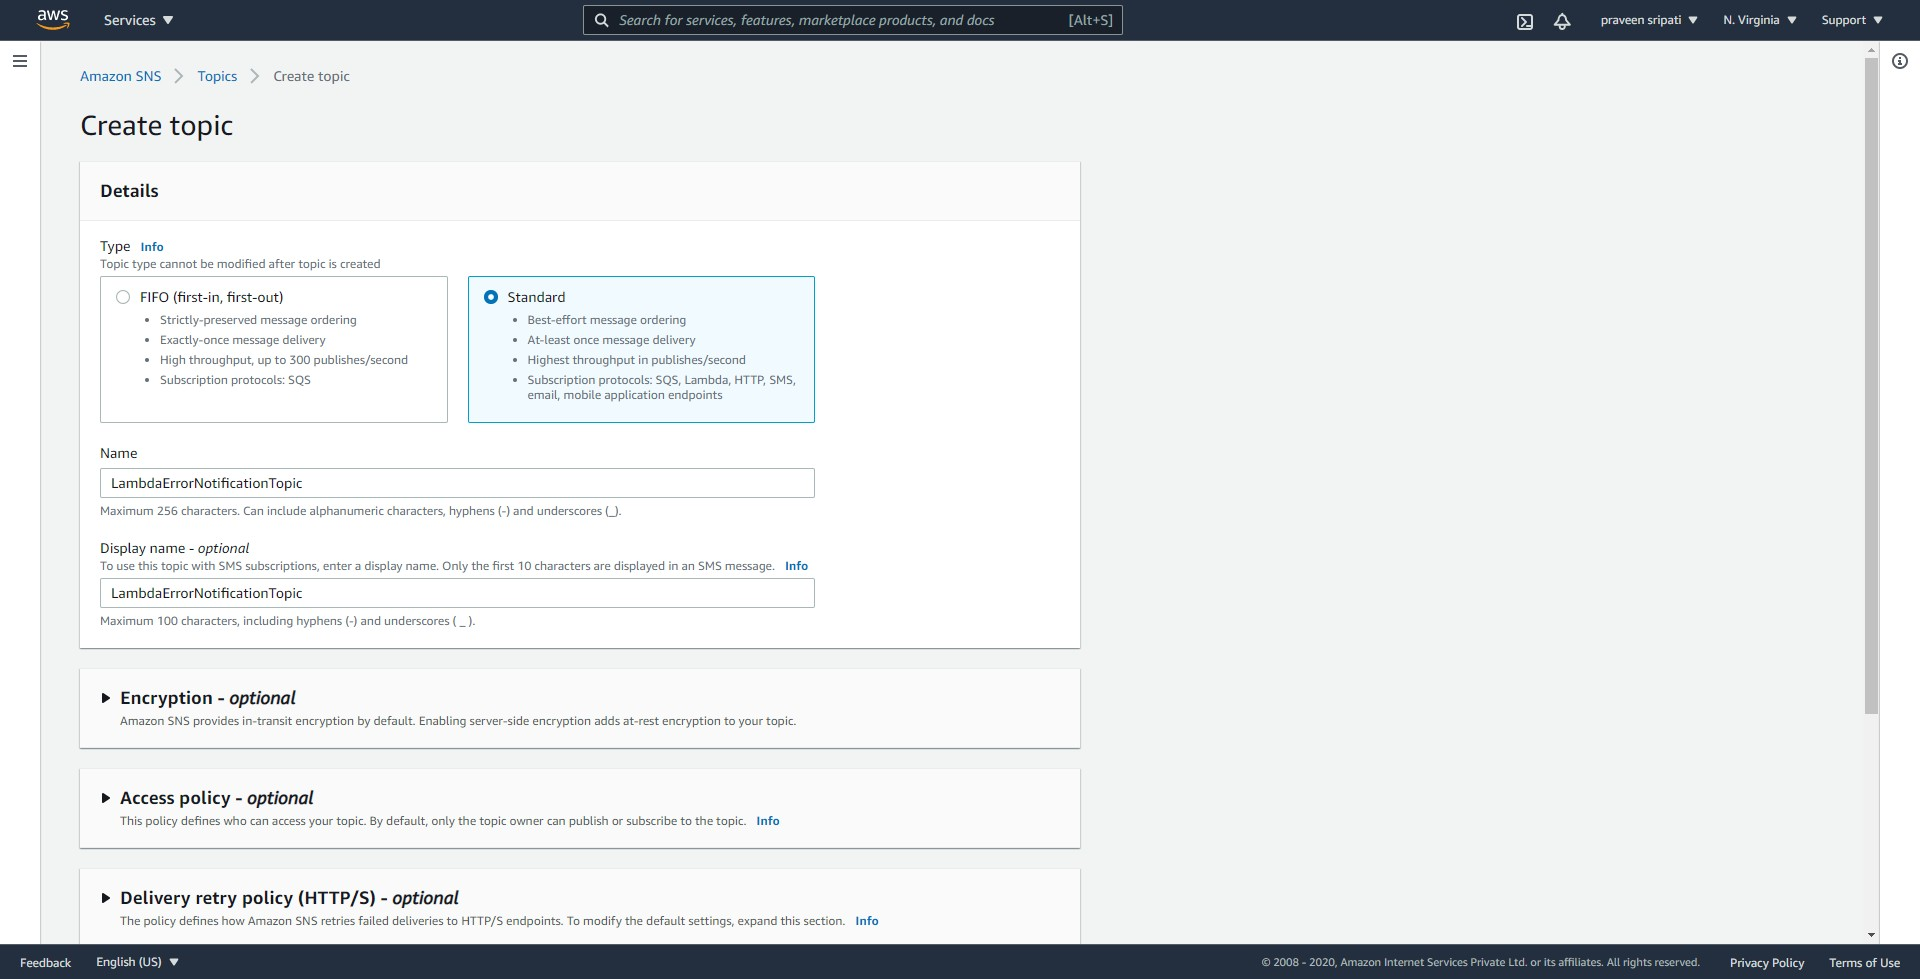 aws
Services
Search for services, features, marketplace products, and docs [Alt+S]
praveen sripati
N. Virginia
Support
Amazon SNS
Topics
Create topic
Create topic
Details
Type Info
Topic type cannot be modified after topic is created
FIFO (first-in, first-out)
• Strictly-preserved message ordering
• Exactly-once message delivery
• High throughput, up to 300 publishes/second
• Subscription protocols: SQS
Standard
• Best-effort message ordering
• At-least once message delivery
• Highest throughput in publishes/second
• Subscription protocols: SQS, Lambda, HTTP, SMS,
email, mobile application endpoints
Name
LambdaErrorNotificationTopic
Maximum 256 characters. Can include alphanumeric characters, hyphens (-) and underscores (_).
Display name - optional
To use this topic with SMS subscriptions, enter a display name. Only the first 10 characters are displayed in an SMS message. Info
LambdaErrorNotificationTopic
Maximum 100 characters, including hyphens (-) and underscores ( _ ).
Encryption - optional
Amazon SNS provides in-transit encryption by default. Enabling server-side encryption adds at-rest encryption to your topic.
Access policy - optional
This policy defines who can access your topic. By default, only the topic owner can publish or subscribe to the topic. Info
Delivery retry policy (HTTP/S) - optional
The policy defines how Amazon SNS retries failed deliveries to HTTP/S endpoints. To modify the default settings, expand this section. Info
Feedback
English (US)
© 2008 - 2020, Amazon Internet Services Private Ltd. or its affiliates. All rights reserved.
Privacy Policy
Terms of Use